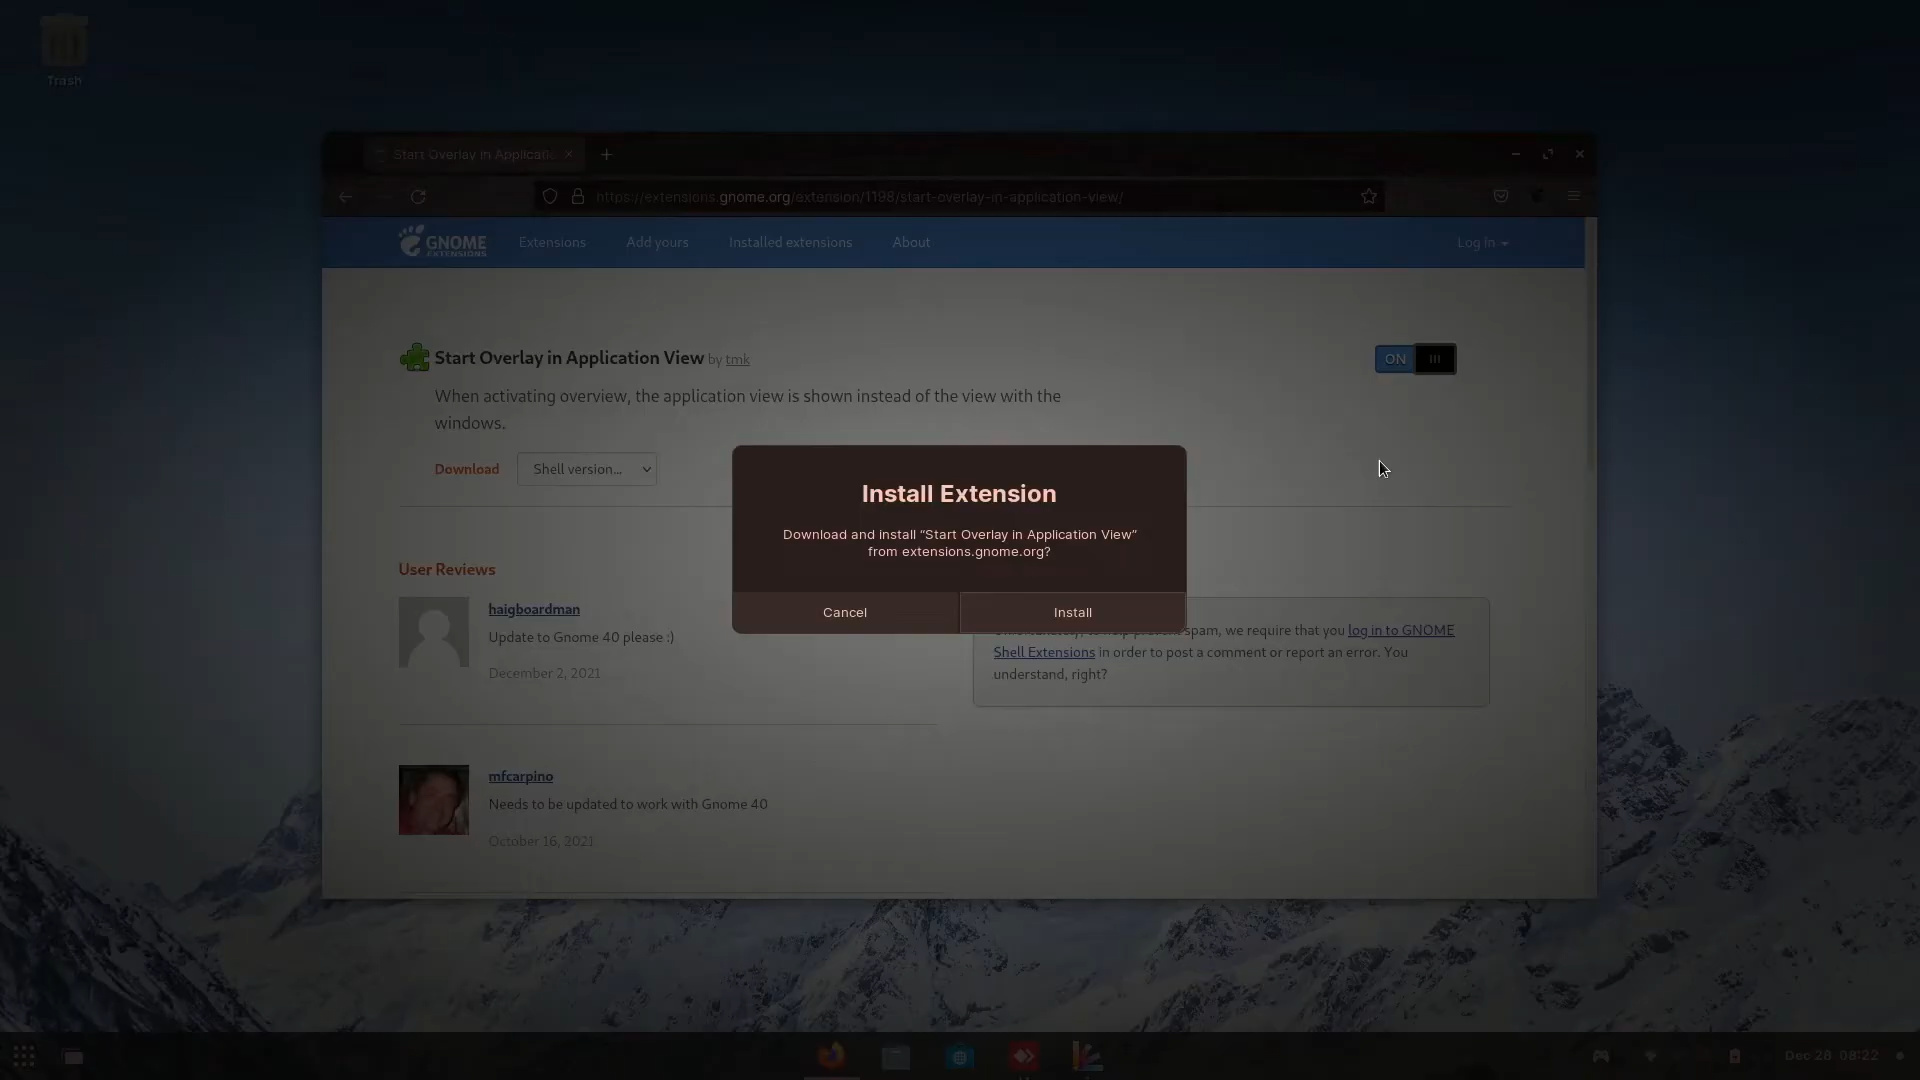 Trash
Start Overlay in Applicati
https://extensions.gnome.org/extension/1198/start-overlay-in-application-view/
GNOME
EXTENSIONS
Extensions
Add yours
Installed extensions
About
Log in
Start Overlay in Application View by tmk
ON
When activating overview, the application view is shown instead of the view with the
windows.
Download
Shell version...
Install Extension
Download and install “Start Overlay in Application View”
from extensions.gnome.org?
Cancel
Install
User Reviews
haigboardman
Update to Gnome 40 please :)
December 2, 2021
spam, we require that you log in to GNOME
Shell Extensions in order to post a comment or report an error. You
understand, right?
mfcarpino
Needs to be updated to work with Gnome 40
October 16, 2021
Dec 28 08:22